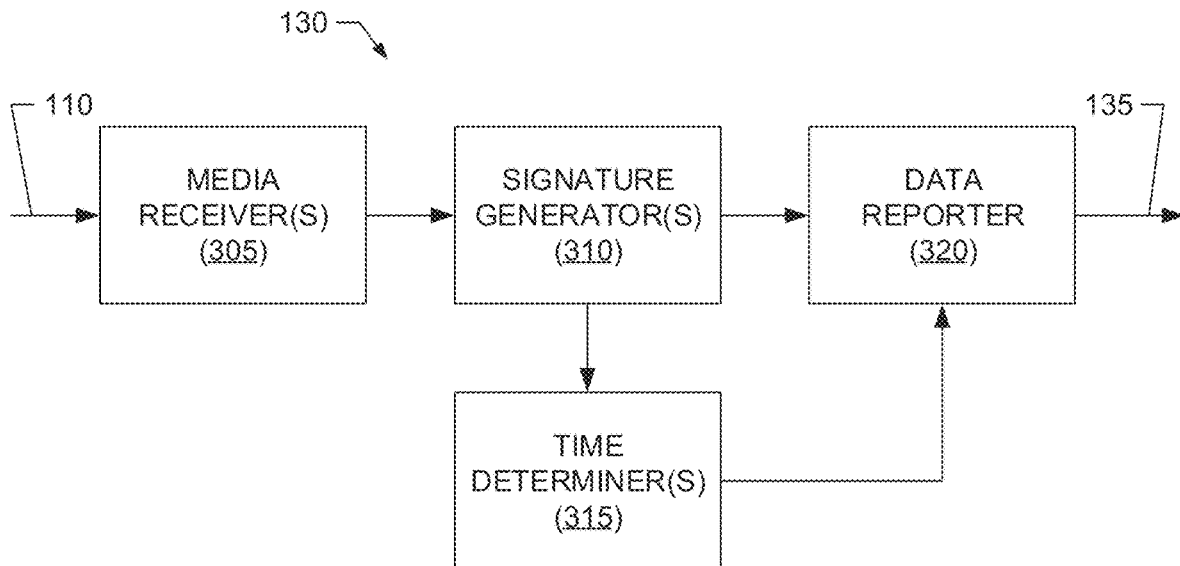 130
110
135
MEDIA
RECEIVER(S)
(305)
SIGNATURE
GENERATOR(S)
(310)
DATA
REPORTER
(320)
TIME
DETERMINER(S)
(315)